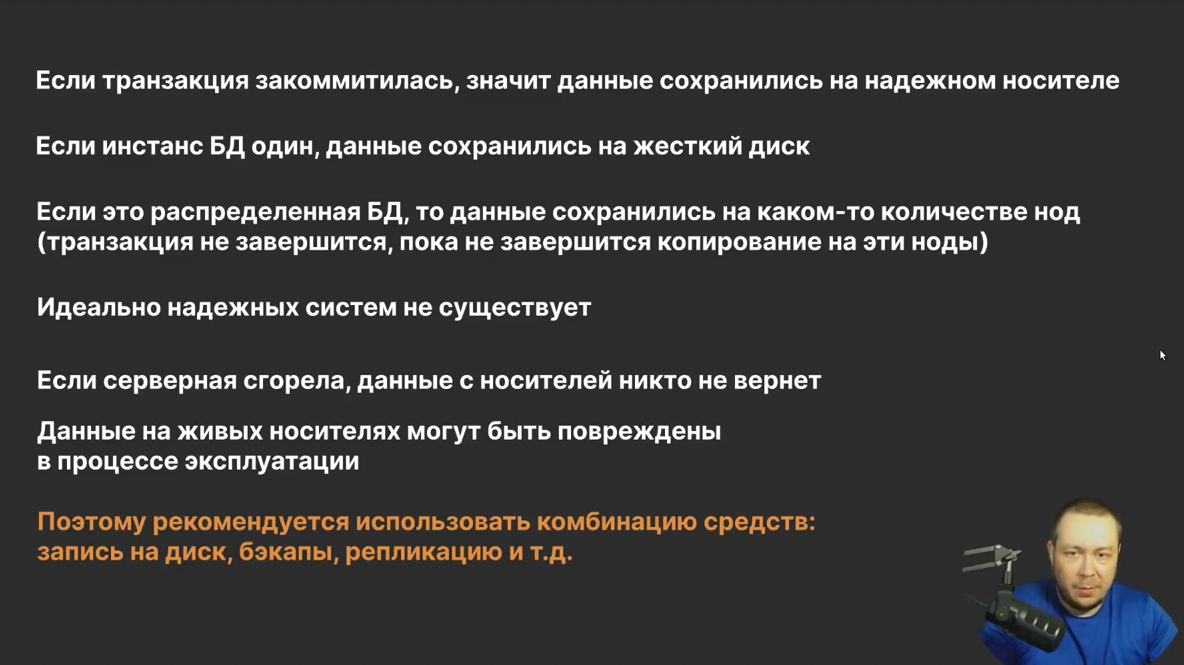 Если транзакция закоммитилась, значит данные сохранились на надежном носителе
Если инстанс БД один, данные сохранились на жесткий диск
Если это распределенная БД, то данные сохранились на каком-то количестве нод
(транзакция не завершится, пока не завершится копирование на эти ноды)
Идеально надежных систем не существует
Если серверная сгорела, данные с носителей никто не вернет
Данные на живых носителях могут быть повреждены
в процессе эксплуатации
Поэтому рекомендуется использовать комбинацию средств:
запись на диск, бэкапы, репликацию и т.д.